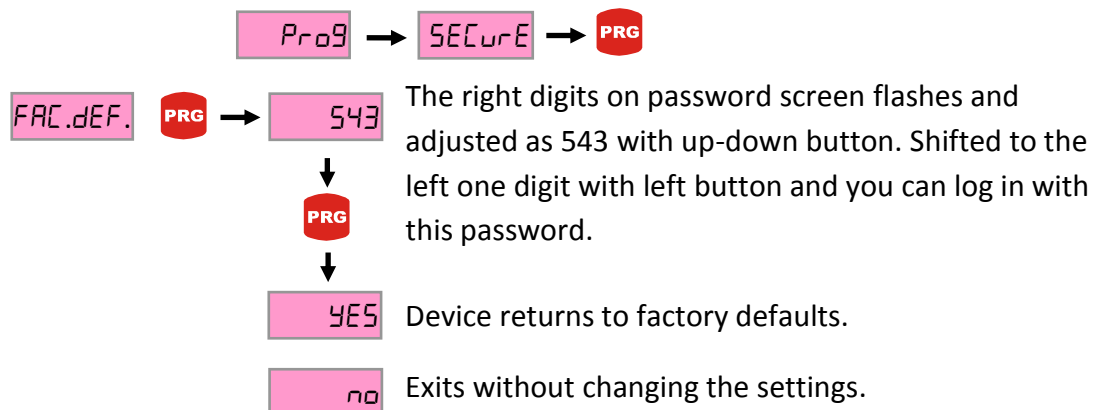 Prog SECurE PRG
FAC.dEF. PRG 543 The right digits on password screen flashes and
adjusted as 543 with up-down button. Shifted to the
left one digit with left button and you can log in with
PRG this password.
YES Device returns to factory defaults.
no Exits without changing the settings.